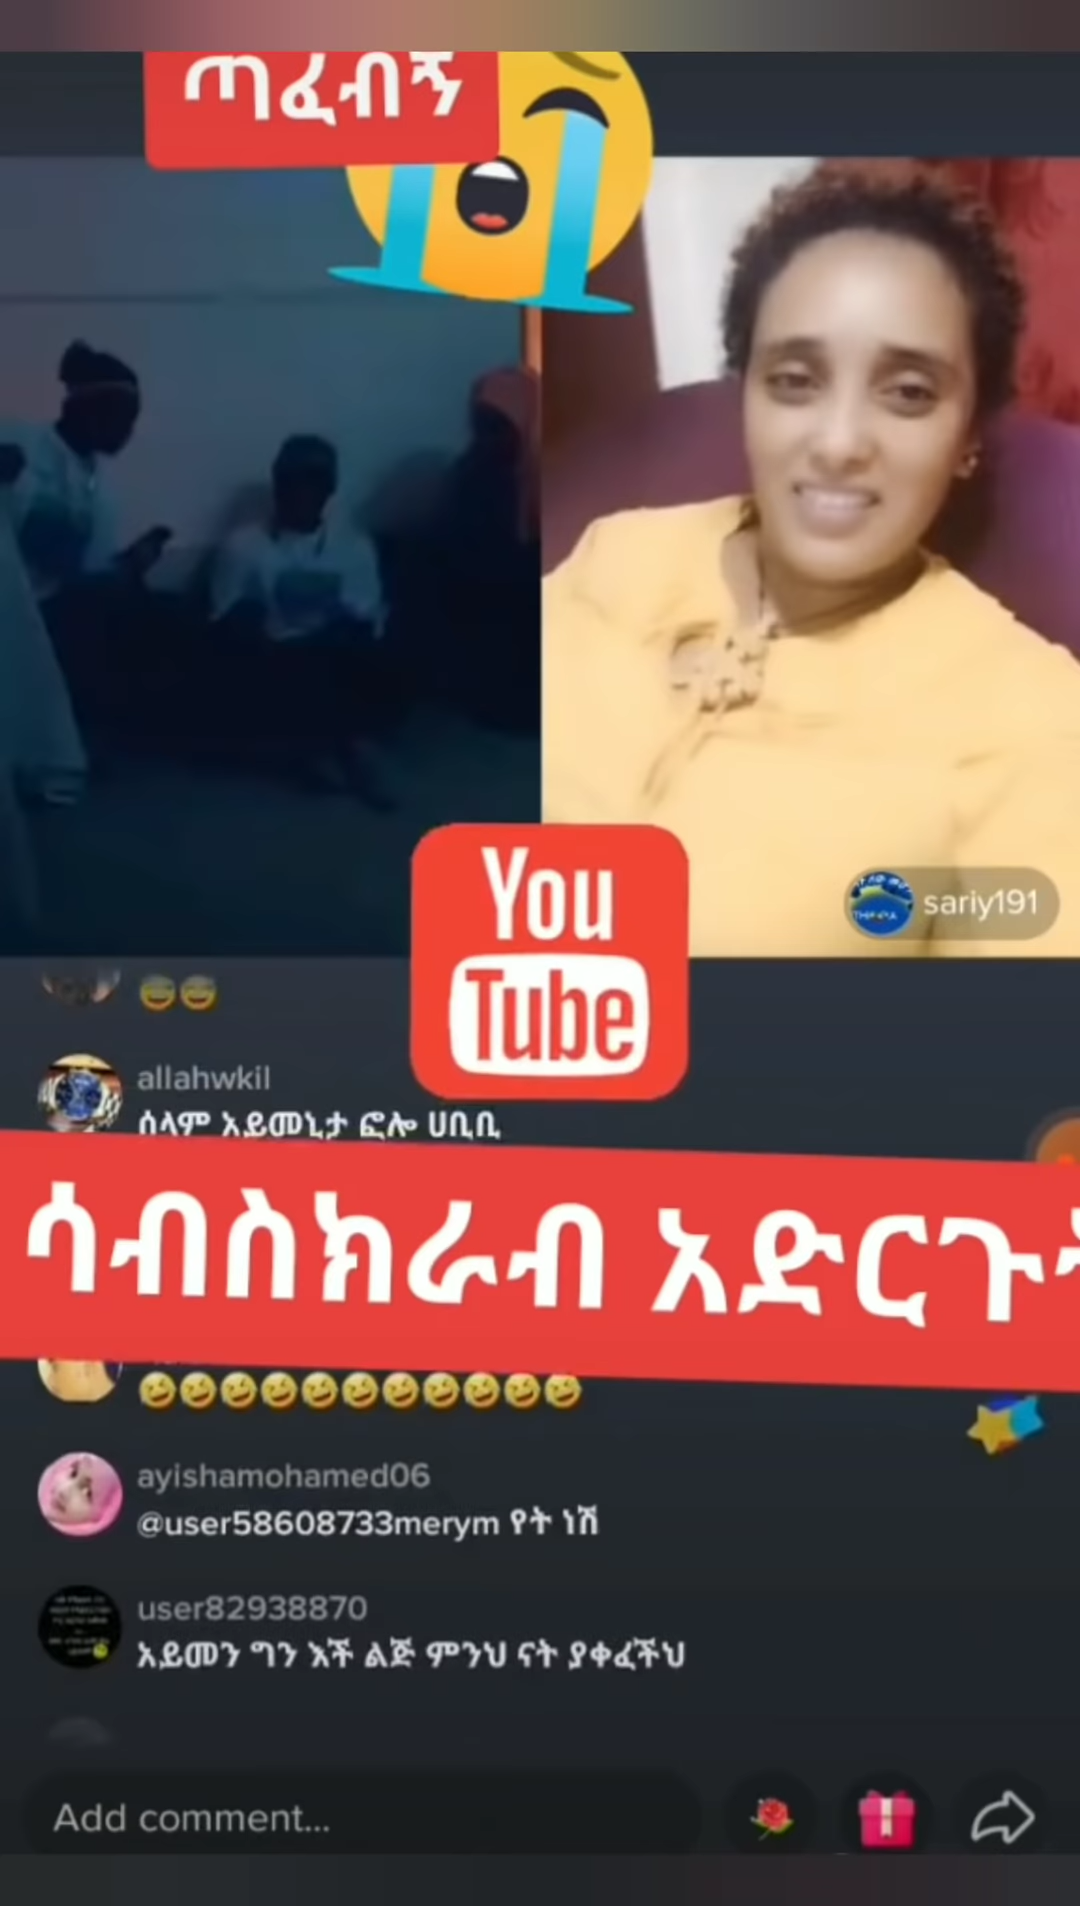 ጣፈብኝ
sariy191
You
Tube
allahwkil
ሰላም አይመኒታ ፎሎ ሀቢቢ
ሳብስክራብ አድርጉ
ayishamohamed06
@user58608733merym የት ነሽ
user82938870
አይመን ግን እች ልጅ ምንህ ናት ያቀፈችህ
Add comment...